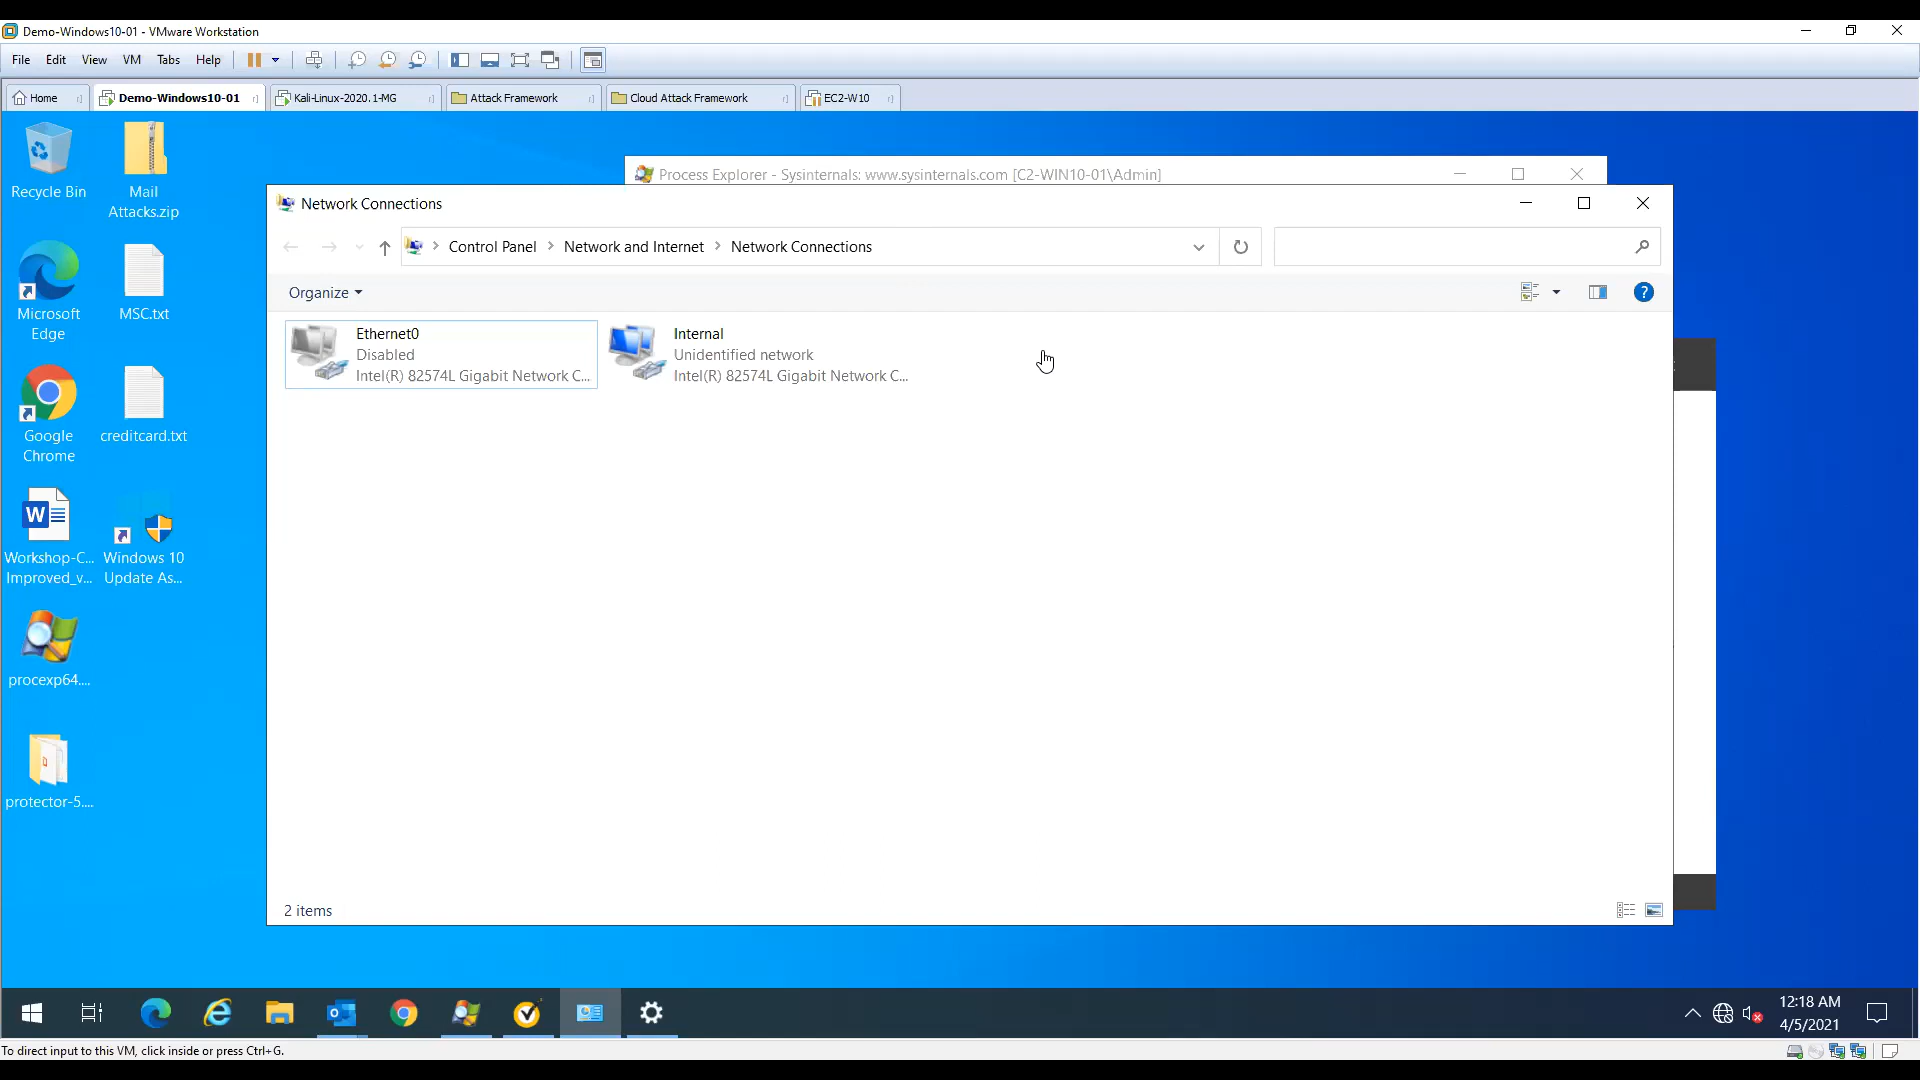 Demo-Windows10-01 - VMware Workstation
File Edit View VM Tabs Help
Home Demo-Windows10-01 Kali-Linux-2020.1-MG Attack Framework Cloud Attack Framework EC2-W10
Recycle Bin
Mail
Attacks.zip
Microsoft
Edge
MSC.txt
Google
Chrome
creditcard.txt
Workshop-C...
Improved_v...
Windows 10
Update As...
procexp64....
protector-5....
Process Explorer - Sysinternals: www.sysinternals.com [C2-WIN10-01\Admin]
Network Connections
Control Panel > Network and Internet > Network Connections
Organize
Ethernet0
Disabled
Intel(R) 82574L Gigabit Network C...
Internal
Unidentified network
Intel(R) 82574L Gigabit Network C...
2 items
12:18 AM
4/5/2021
To direct input to this VM, click inside or press Ctrl+G.